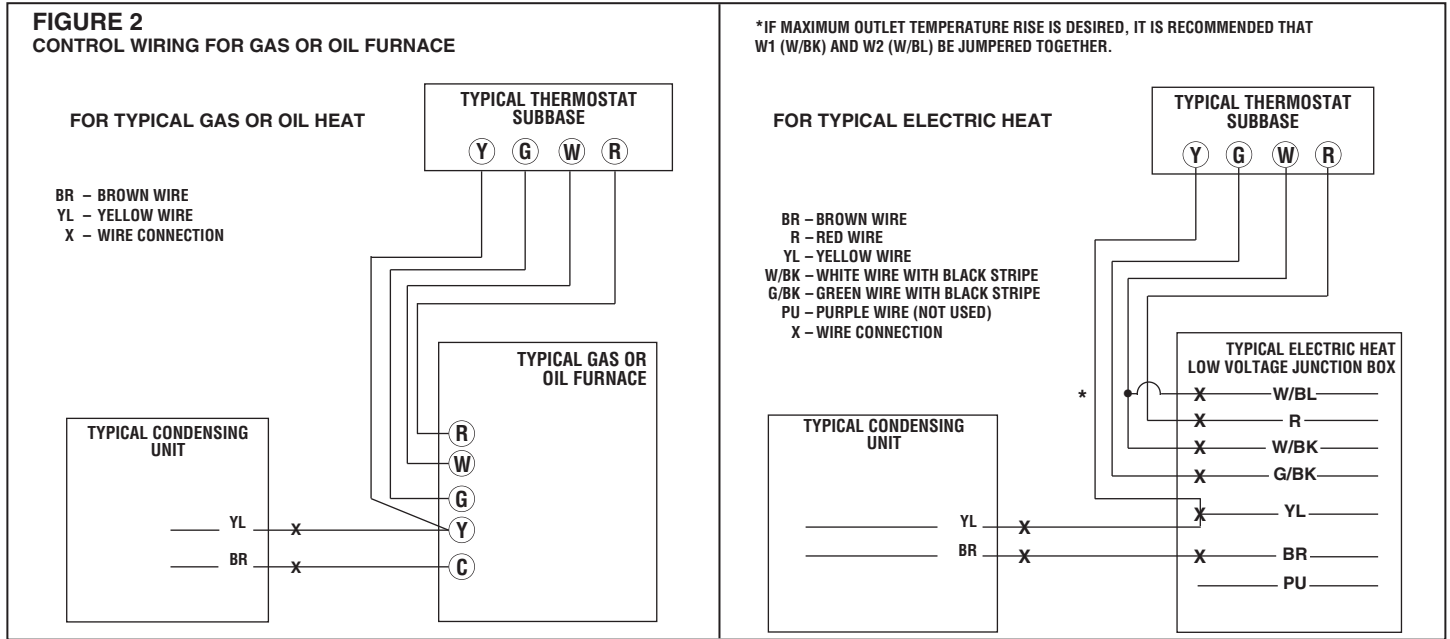 FIGURE 2
CONTROL WIRING FOR GAS OR OIL FURNACE
FOR TYPICAL GAS OR OIL HEAT
TYPICAL THERMOSTAT
SUBBASE
Y G W R
BR – BROWN WIRE
YL – YELLOW WIRE
X – WIRE CONNECTION
TYPICAL GAS OR
OIL FURNACE
R
W
G
Y
C
TYPICAL CONDENSING
UNIT
YL X
BR X
*IF MAXIMUM OUTLET TEMPERATURE RISE IS DESIRED, IT IS RECOMMENDED THAT
W1 (W/BK) AND W2 (W/BL) BE JUMPERED TOGETHER.
FOR TYPICAL ELECTRIC HEAT
TYPICAL THERMOSTAT
SUBBASE
Y G W R
BR – BROWN WIRE
R – RED WIRE
YL – YELLOW WIRE
W/BK – WHITE WIRE WITH BLACK STRIPE
G/BK – GREEN WIRE WITH BLACK STRIPE
PU – PURPLE WIRE (NOT USED)
X – WIRE CONNECTION
TYPICAL ELECTRIC HEAT
LOW VOLTAGE JUNCTION BOX
* X W/BL
X R
X W/BK
X G/BK
X YL
X BR
PU
TYPICAL CONDENSING
UNIT
YL X
BR X